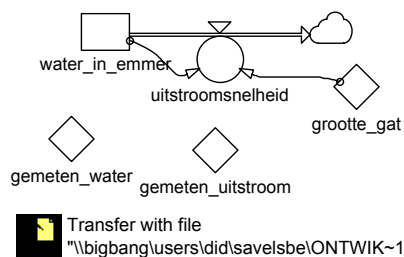 water_in_emmer
uitstroomsnelheid
grootte_gat
gemeten_water
gemeten_uitstroom
Transfer with file
"\\bigbang\users\did\savelsbe\ONTWIK~1